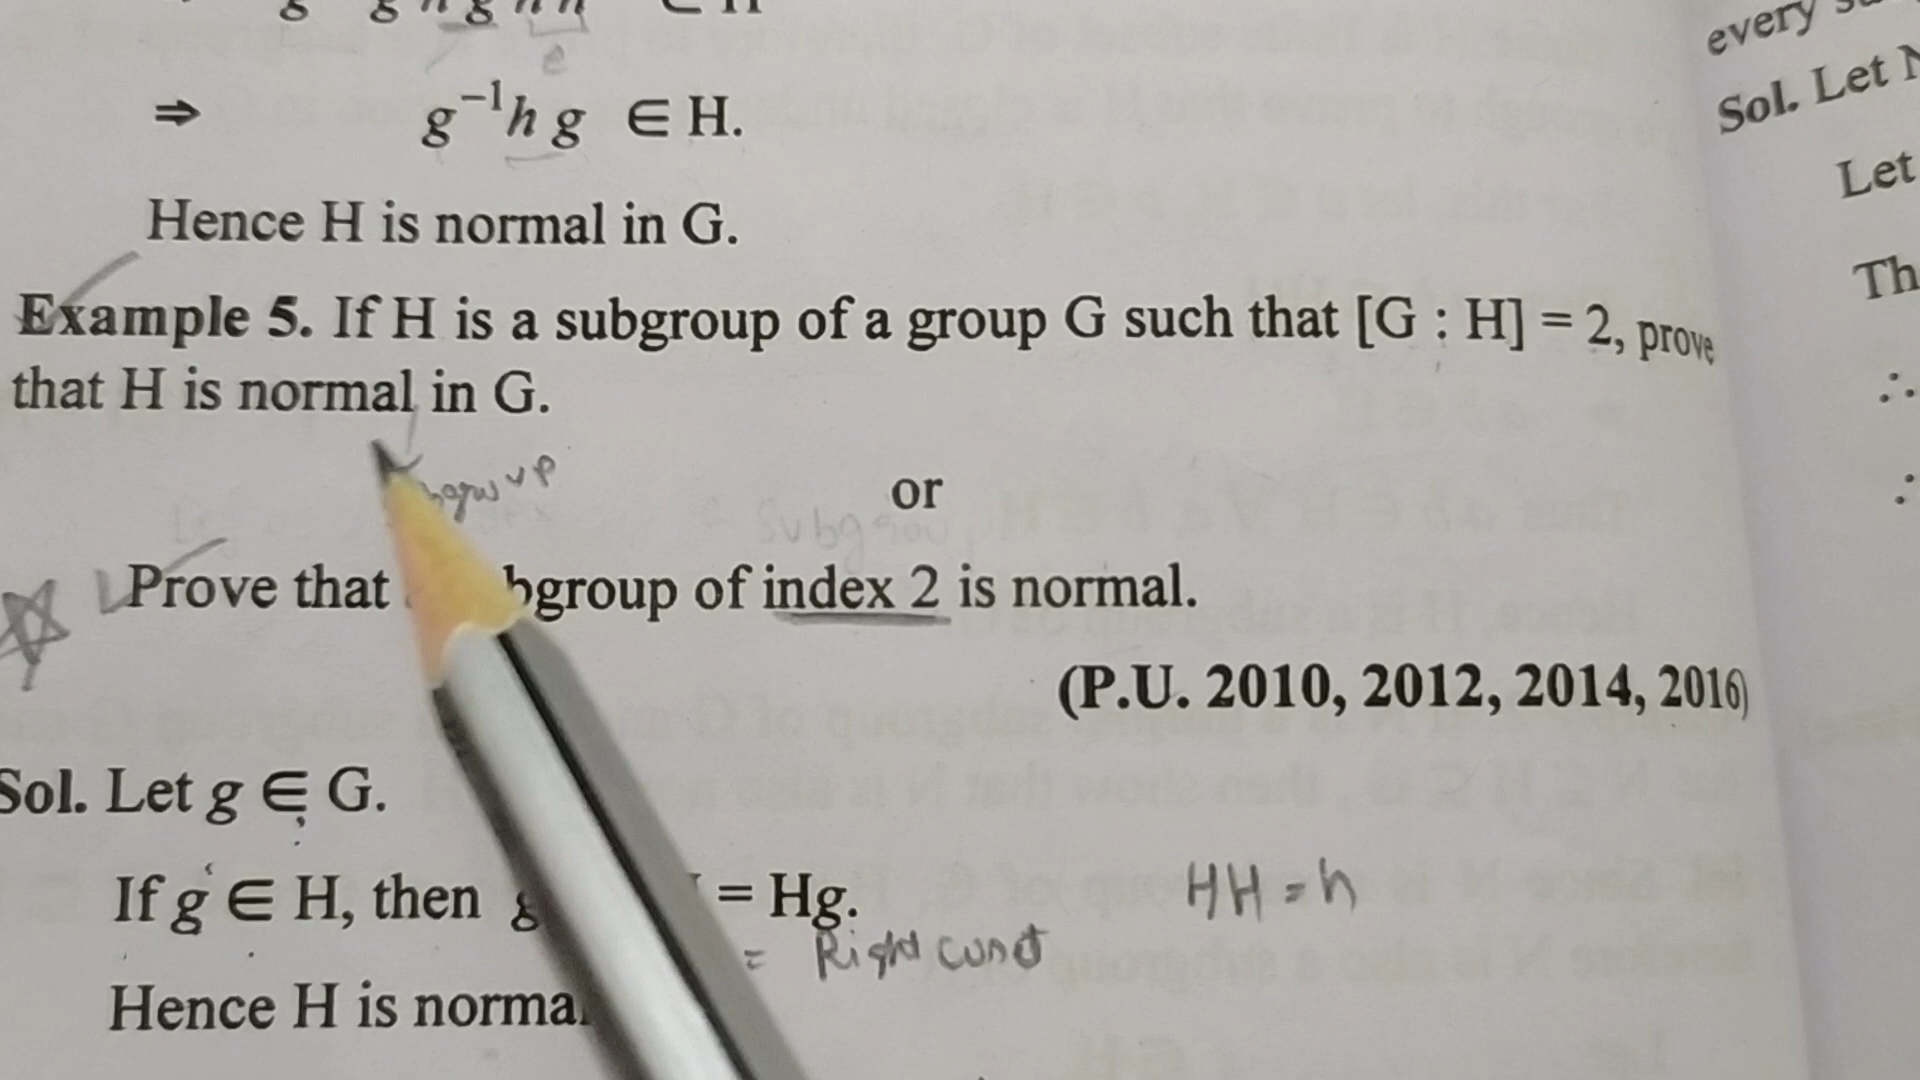 ⇒ g⁻¹h g ∈ H.
Hence H is normal in G.
Example 5. If H is a subgroup of a group G such that [G : H] = 2, prove
that H is normal in G.
or
Prove that bgroup of index 2 is normal.
(P.U. 2010, 2012, 2014, 2016)
Sol. Let g ∈ G.
If g ∈ H, then g = Hg.
HH = h
= Right
Hence H is norma
every
Sol. Let N
Let
Th
∴
∴